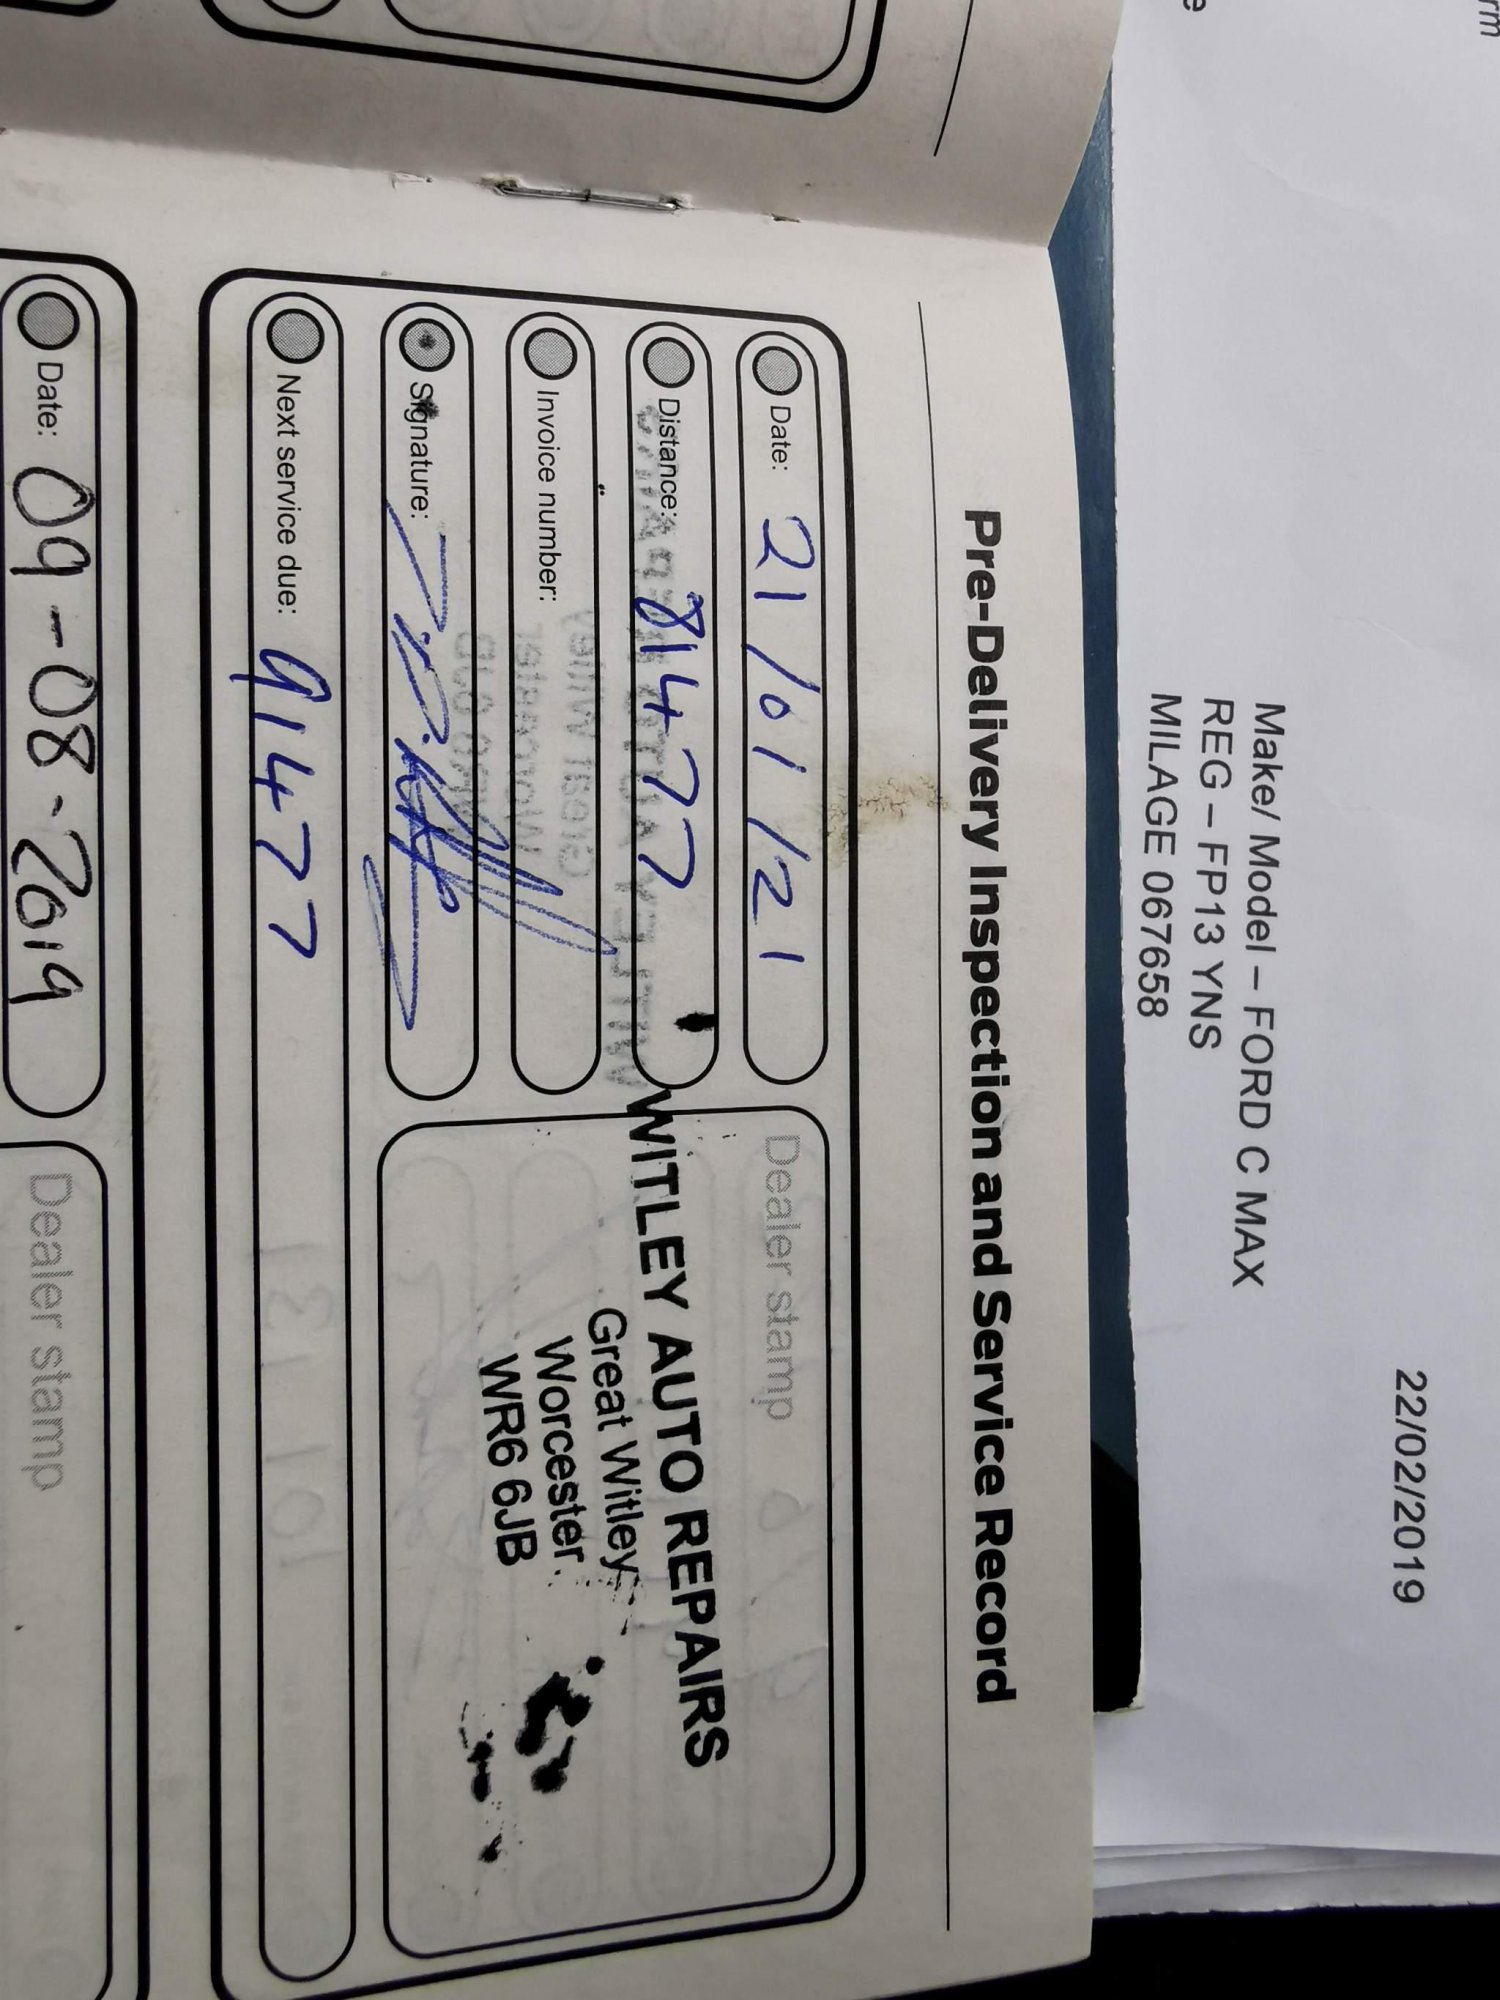 22/02/2019
Make/ Model – FORD C MAX
REG – FP13 YNS
MILAGE 067658
Pre-Delivery Inspection and Service Record
Date: 21/01/21
Distance: 81477
Invoice number:
Signature:
Next service due: 91477
Dealer stamp
WITLEY AUTO REPAIRS
Great Witley
Worcester
WR6 6JB
Date: 09-08-2019
Dealer stamp